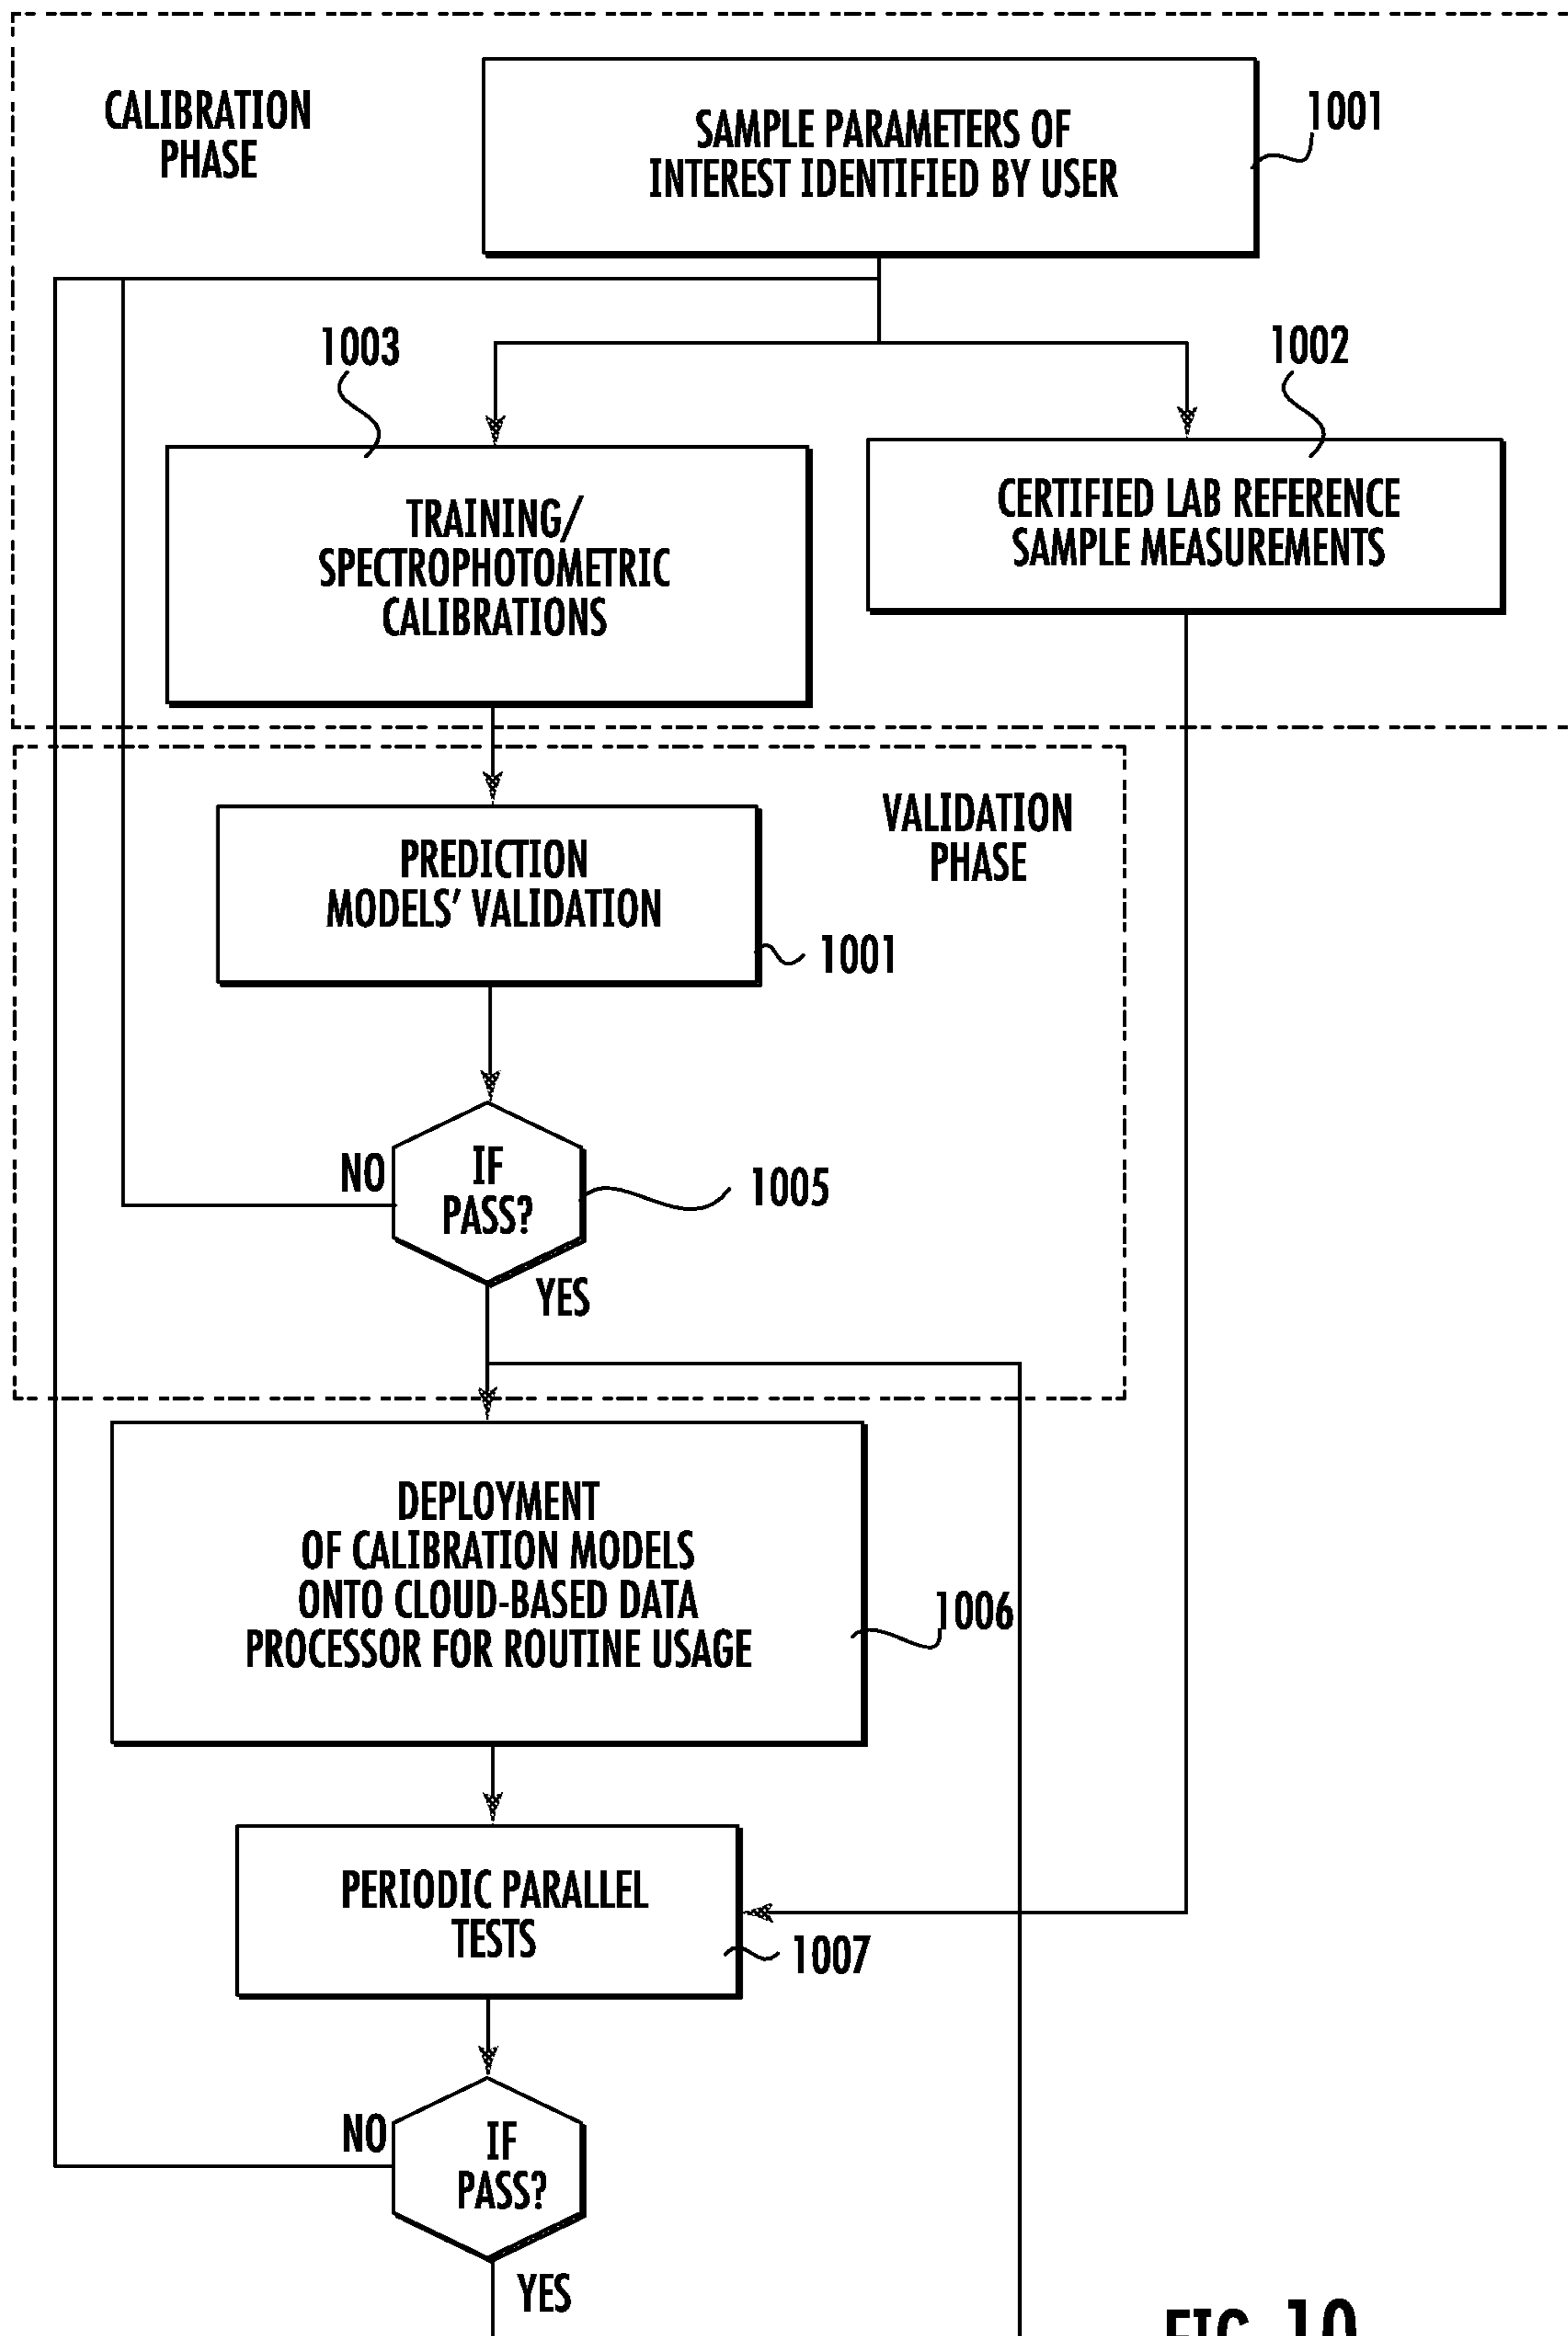 CALIBRATION
PHASE
SAMPLE PARAMETERS OF
INTEREST IDENTIFIED BY USER
1001
1003
1002
TRAINING/
SPECTROPHOTOMETRIC
CALIBRATIONS
CERTIFIED LAB REFERENCE
SAMPLE MEASUREMENTS
VALIDATION
PHASE
PREDICTION
MODELS' VALIDATION
1001
NO
IF
PASS?
1005
YES
DEPLOYMENT
OF CALIBRATION MODELS
ONTO CLOUD-BASED DATA
PROCESSOR FOR ROUTINE USAGE
1006
PERIODIC PARALLEL
TESTS
1007
NO
IF
PASS?
YES
FIG. 10